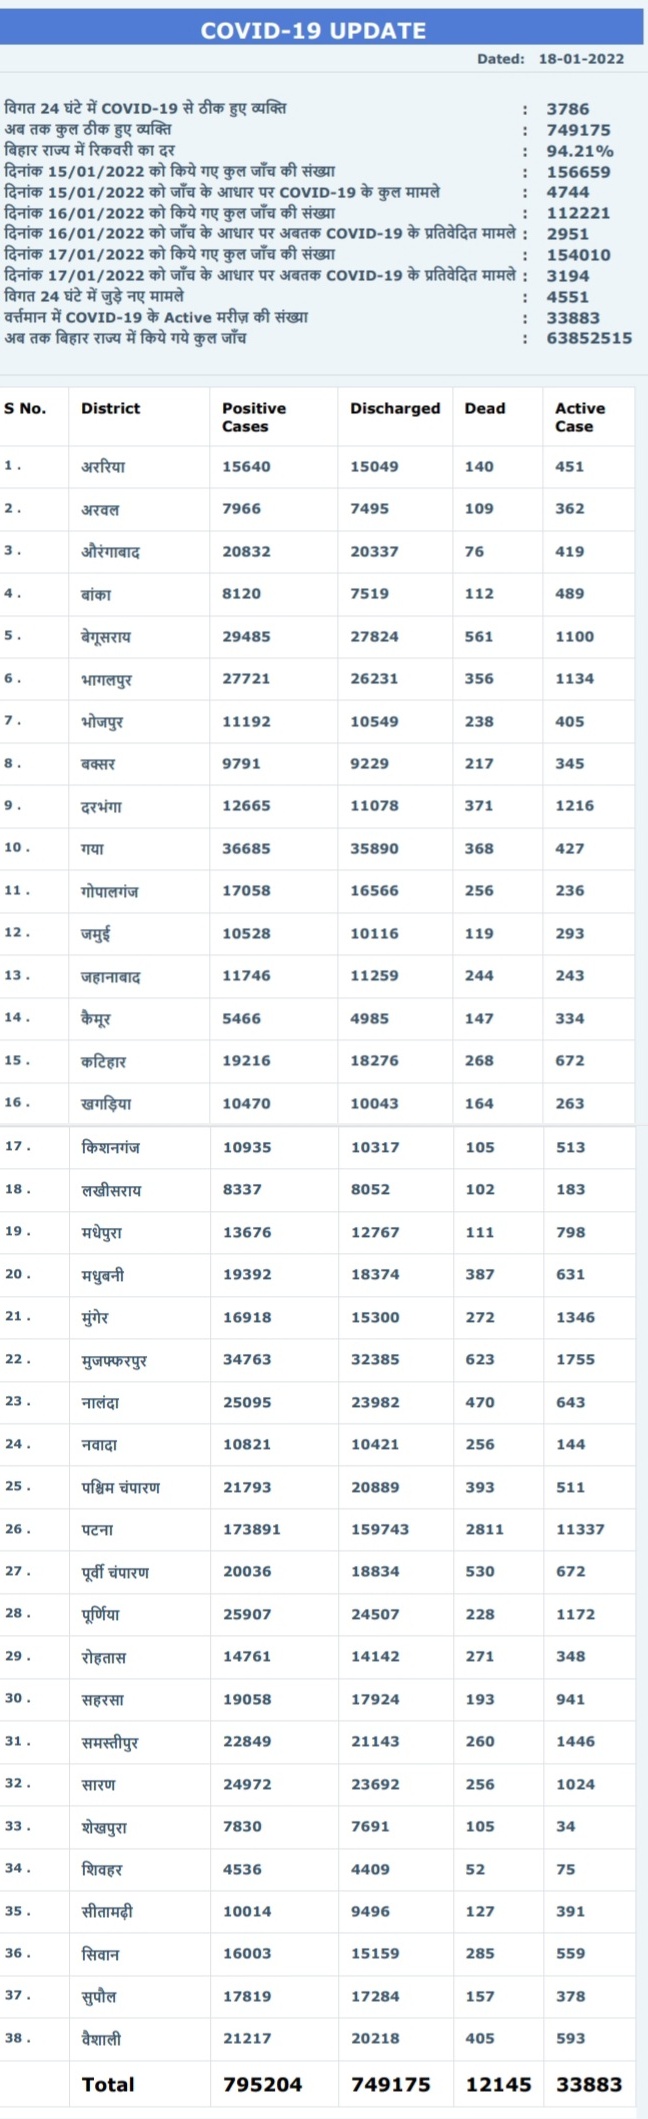 COVID-19 UPDATE
Dated: 18-01-2022
विगत 24 घंटे में COVID-19 से ठीक हुए व्यक्ति : 3786
अब तक कुल ठीक हुए व्यक्ति : 749175
बिहार राज्य में रिकवरी का दर : 94.21%
दिनांक 15/01/2022 को किये गए कुल जाँच की संख्या : 156659
दिनांक 15/01/2022 को जाँच के आधार पर COVID-19 के कुल मामले : 4744
दिनांक 16/01/2022 को किये गए कुल जाँच की संख्या : 112221
दिनांक 16/01/2022 को जाँच के आधार पर अबतक COVID-19 के प्रतिवेदित मामले : 2951
दिनांक 17/01/2022 को किये गए कुल जाँच की संख्या : 154010
दिनांक 17/01/2022 को जाँच के आधार पर अबतक COVID-19 के प्रतिवेदित मामले : 3194
विगत 24 घंटे में जुड़े नए मामले : 4551
वर्त्तमान में COVID-19 के Active मरीज़ की संख्या : 33883
अब तक बिहार राज्य में किये गये कुल जाँच : 63852515
S No. District Positive Cases Discharged Dead Active Case
1. अररिया 15640 15049 140 451
2. अरवल 7966 7495 109 362
3. औरंगाबाद 20832 20337 76 419
4. बांका 8120 7519 112 489
5. बेगूसराय 29485 27824 561 1100
6. भागलपुर 27721 26231 356 1134
7. भोजपुर 11192 10549 238 405
8. बक्सर 9791 9229 217 345
9. दरभंगा 12665 11078 371 1216
10. गया 36685 35890 368 427
11. गोपालगंज 17058 16566 256 236
12. जमुई 10528 10116 119 293
13. जहानाबाद 11746 11259 244 243
14. कैमूर 5466 4985 147 334
15. कटिहार 19216 18276 268 672
16. खगड़िया 10470 10043 164 263
17. किशनगंज 10935 10317 105 513
18. लखीसराय 8337 8052 102 183
19. मधेपुरा 13676 12767 111 798
20. मधुबनी 19392 18374 387 631
21. मुंगेर 16918 15300 272 1346
22. मुजफ्फरपुर 34763 32385 623 1755
23. नालंदा 25095 23982 470 643
24. नवादा 10821 10421 256 144
25. पश्चिम चंपारण 21793 20889 393 511
26. पटना 173891 159743 2811 11337
27. पूर्वी चंपारण 20036 18834 530 672
28. पूर्णिया 25907 24507 228 1172
29. रोहतास 14761 14142 271 348
30. सहरसा 19058 17924 193 941
31. समस्तीपुर 22849 21143 260 1446
32. सारण 24972 23692 256 1024
33. शेखपुरा 7830 7691 105 34
34. शिवहर 4536 4409 52 75
35. सीतामढ़ी 10014 9496 127 391
36. सिवान 16003 15159 285 559
37. सुपौल 17819 17284 157 378
38. वैशाली 21217 20218 405 593
Total 795204 749175 12145 33883